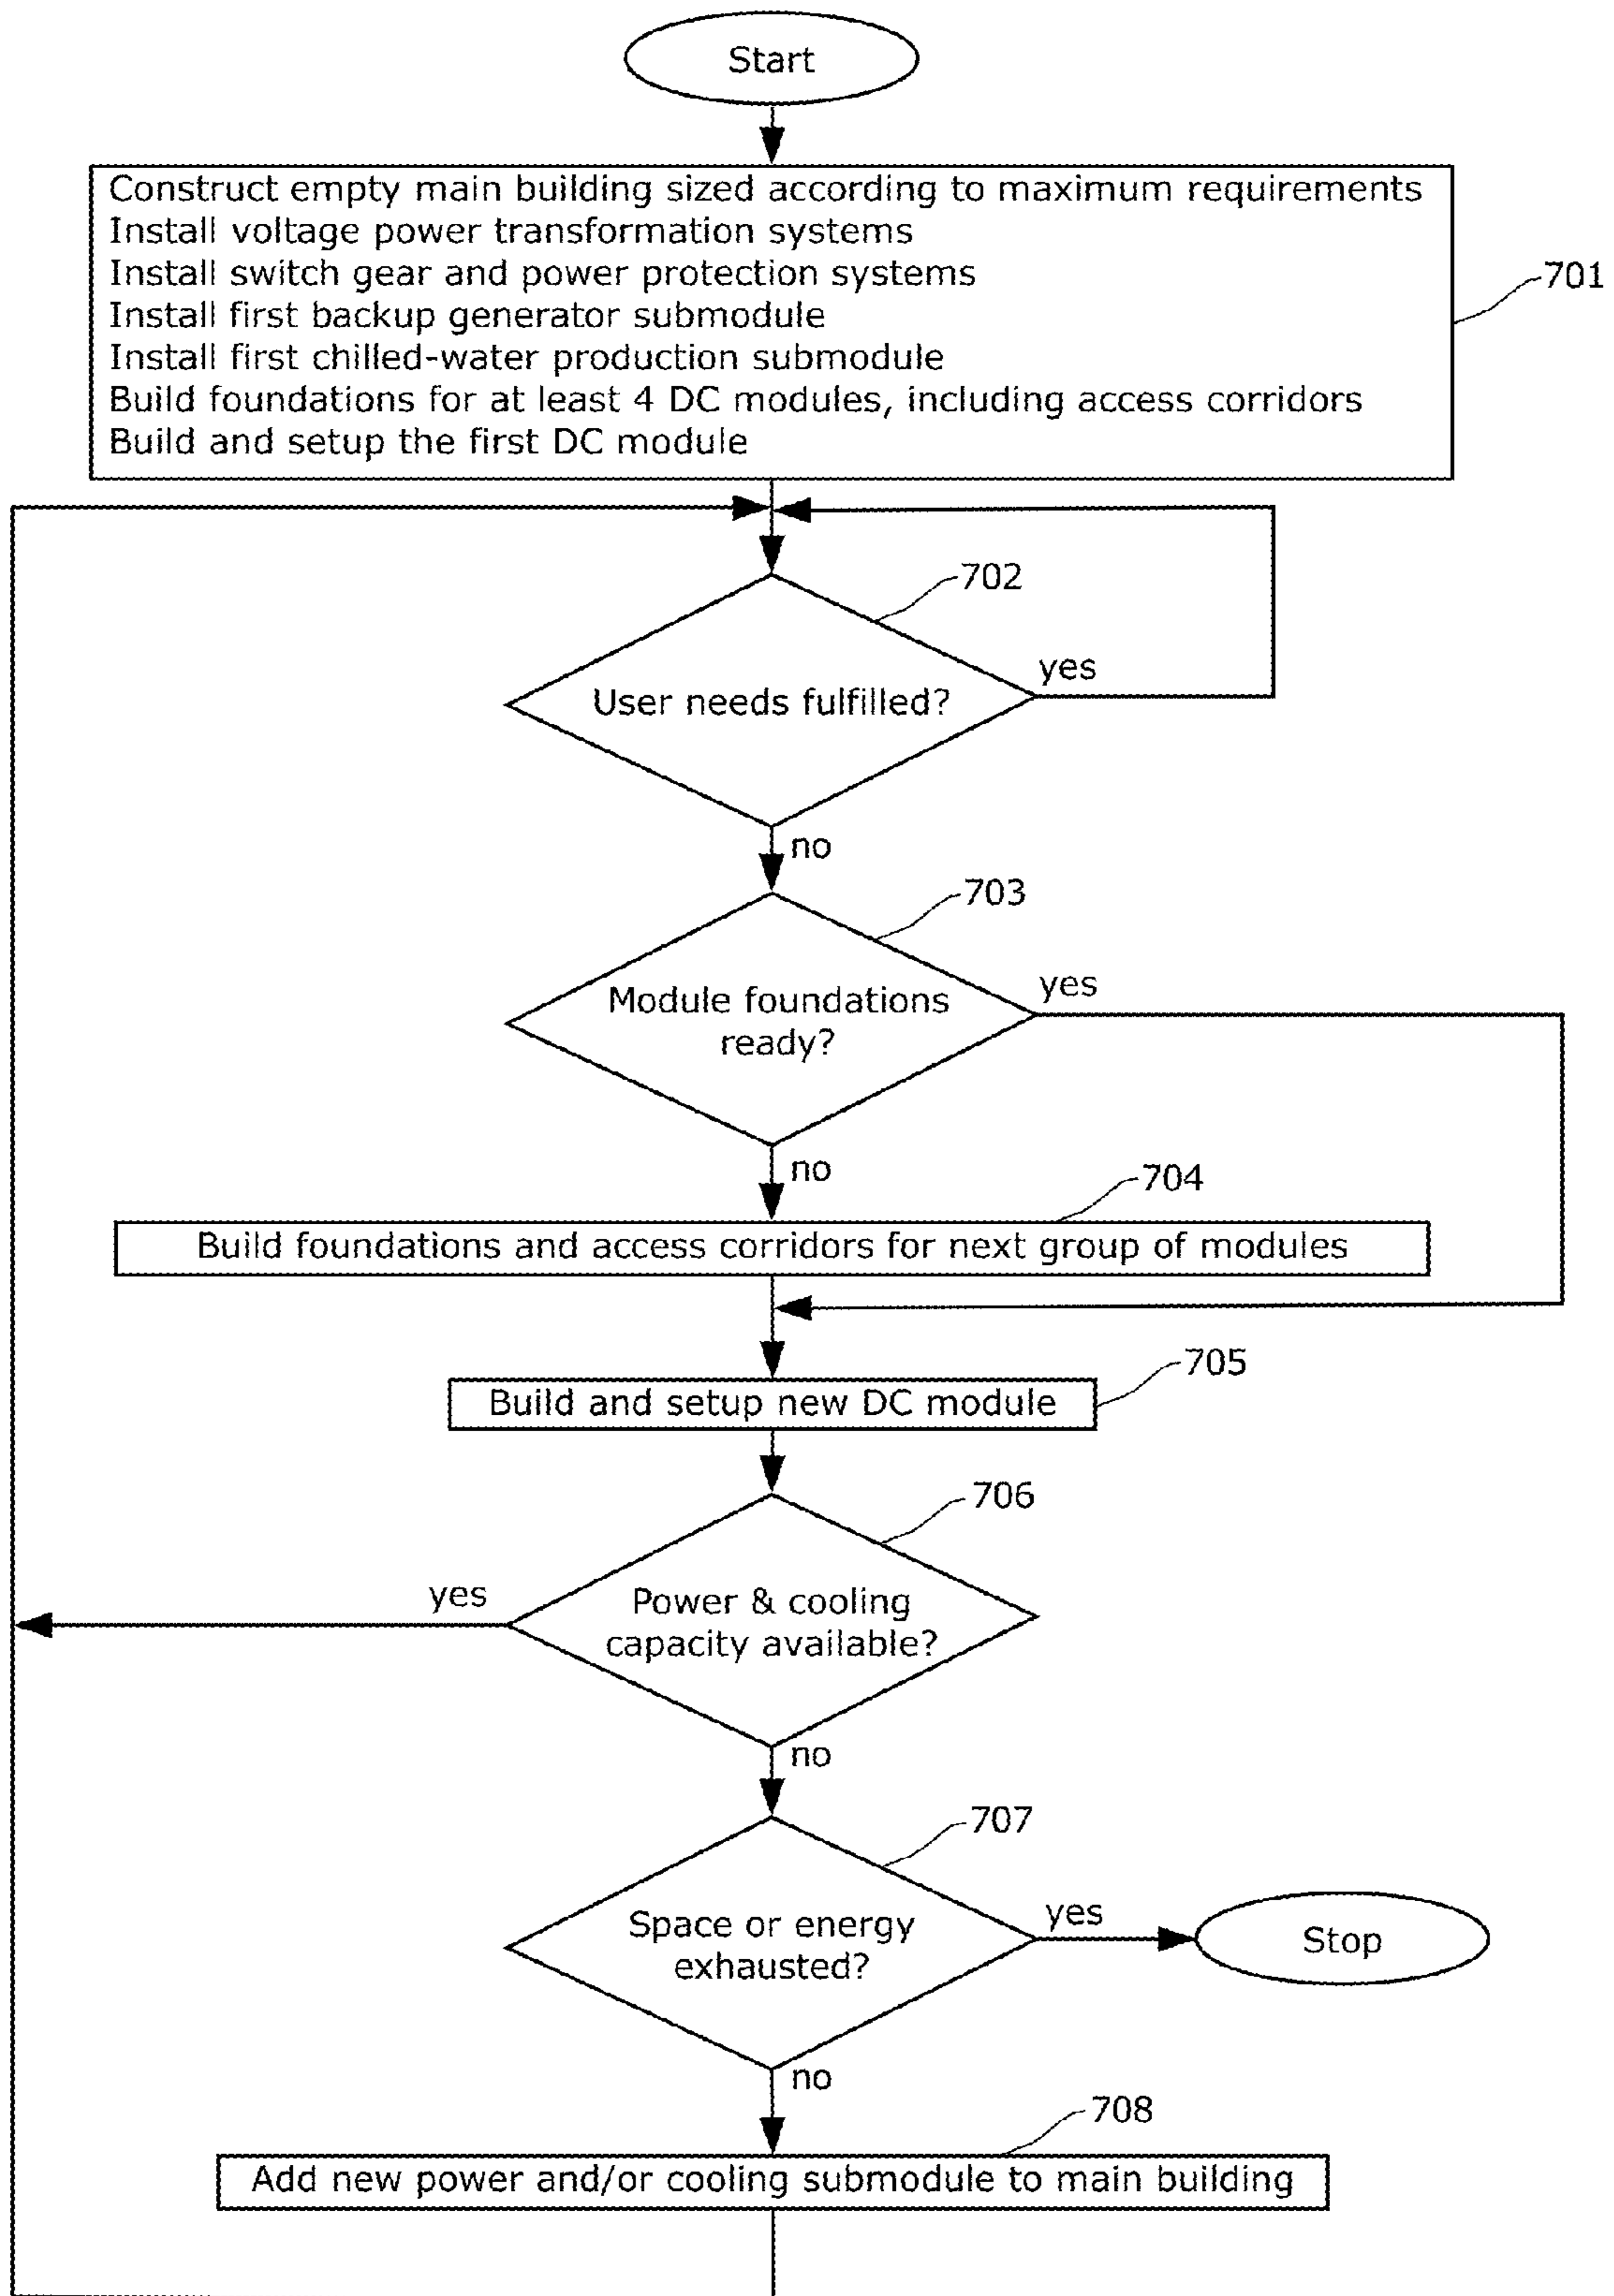 Start
Construct empty main building sized according to maximum requirements
Install voltage power transformation systems
Install switch gear and power protection systems
Install first backup generator submodule
Install first chilled-water production submodule
Build foundations for at least 4 DC modules, including access corridors
Build and setup the first DC module
701
702
User needs fulfilled?
yes
no
703
Module foundations
ready?
yes
no
704
Build foundations and access corridors for next group of modules
705
Build and setup new DC module
706
Power & cooling
capacity available?
yes
no
707
Space or energy
exhausted?
yes
Stop
no
708
Add new power and/or cooling submodule to main building